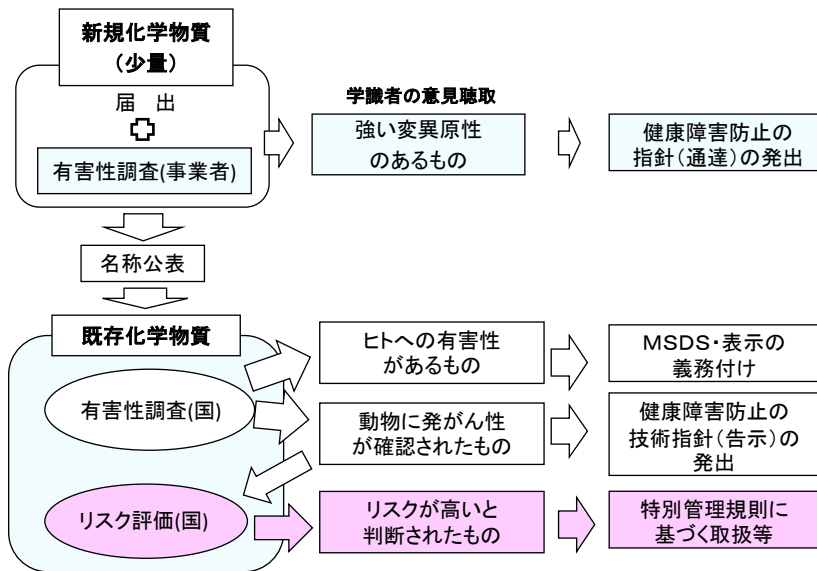 新規化学物質
（少量）
届　出
有害性調査(事業者)
学識者の意見聴取
強い変異原性
のあるもの
健康障害防止の
指針（通達）の発出
名称公表
既存化学物質
有害性調査(国)
ヒトへの有害性
があるもの
MSDS・表示の
義務付け
動物に発がん性
が確認されたもの
健康障害防止の
技術指針（告示）の
発出
リスク評価(国)
リスクが高いと
判断されたもの
特別管理規則に
基づく取扱等